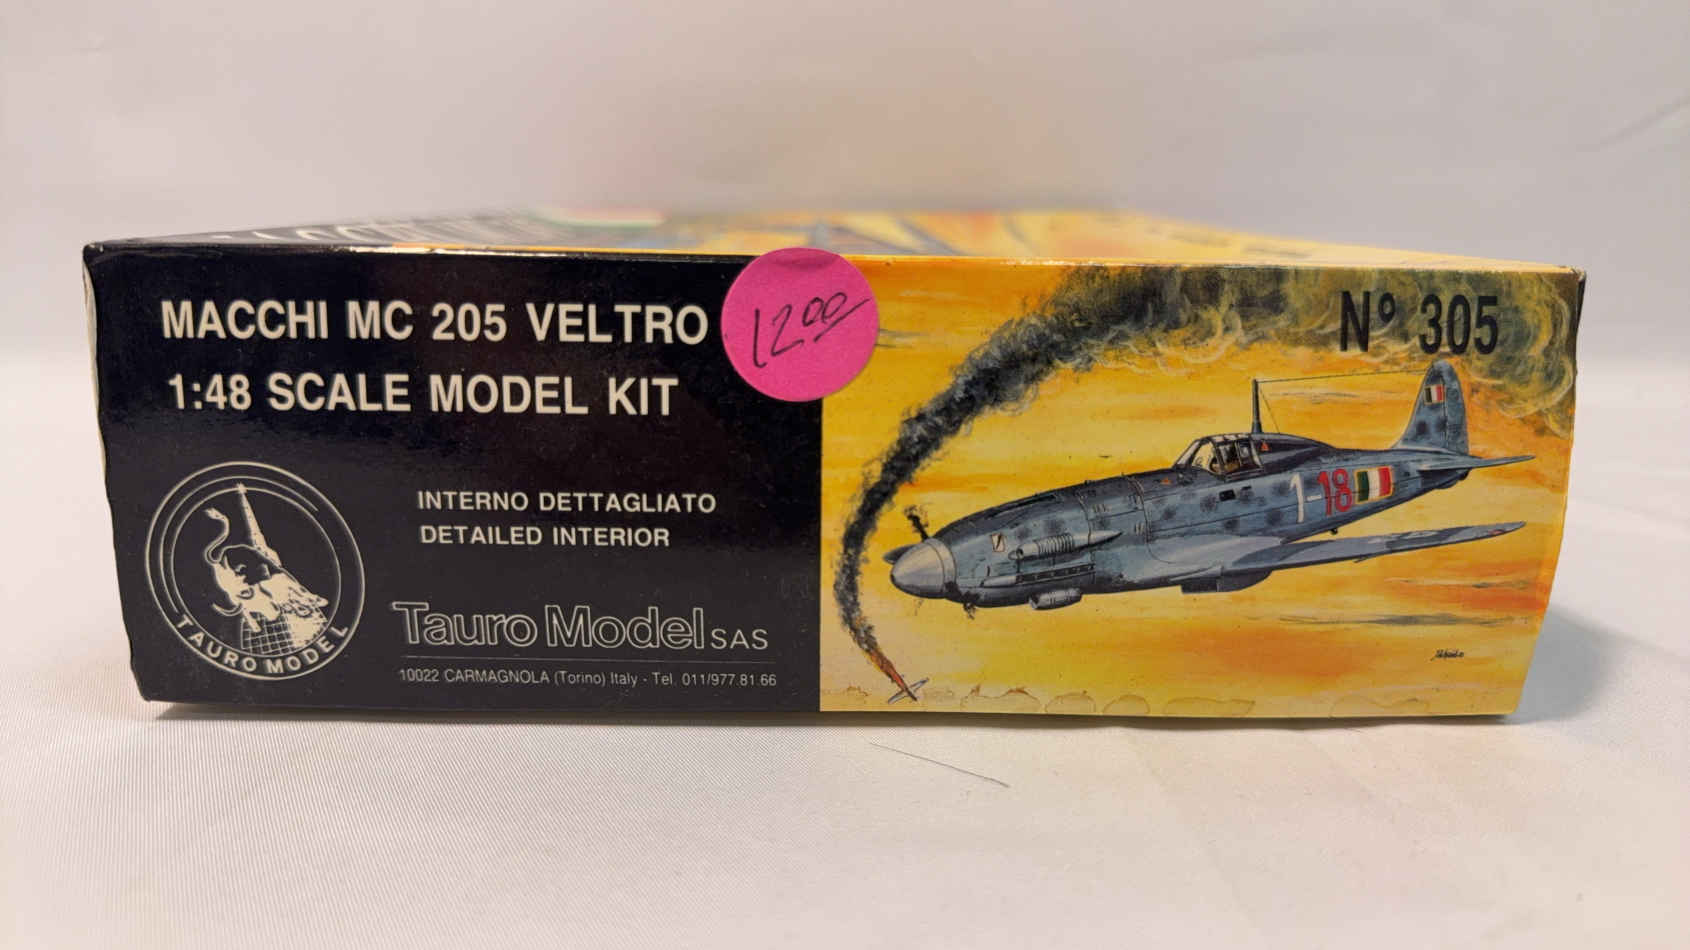 MACCHI MC 205 VELTRO
1:48 SCALE MODEL KIT
12.00
N° 305
1 18
INTERNO DETTAGLIATO
DETAILED INTERIOR
TAURO MODEL
Tauro Model SAS
10022 CARMAGNOLA (Torino) Italy - Tel. 011/977.81.66